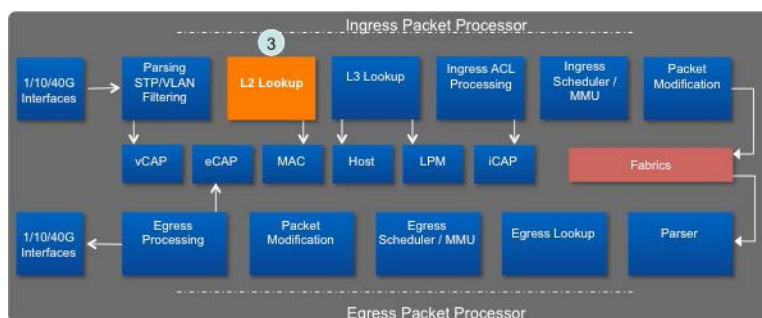 Ingress Packet Processor
3
1/10/40G
Interfaces
Parsing
STP/VLAN
Filtering
L2 Lookup
L3 Lookup
Ingress ACL
Processing
Ingress
Scheduler /
MMU
Packet
Modification
vCAP
eCAP
MAC
Host
LPM
iCAP
Fabrics
1/10/40G
Interfaces
Egress
Processing
Packet
Modification
Egress
Scheduler / MMU
Egress Lookup
Parser
Egress Packet Processor